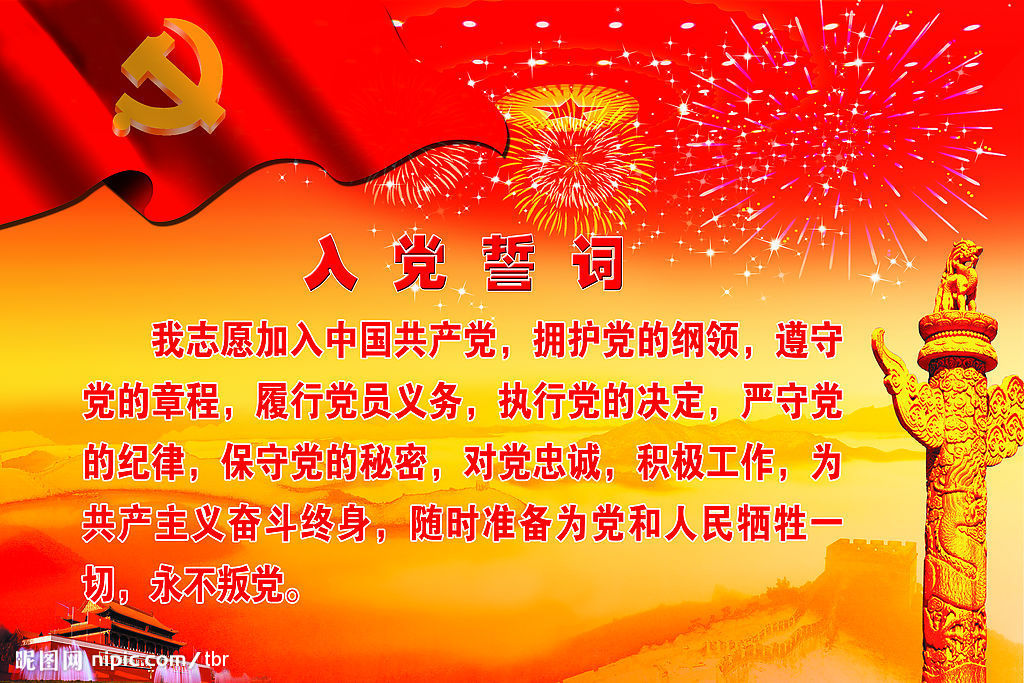 入党誓词
我志愿加入中国共产党，拥护党的纲领，遵守
党的章程，履行党员义务，执行党的决定，严守党
的纪律，保守党的秘密，对党忠诚，积极工作，为
共产主义奋斗终身，随时准备为党和人民牺牲一
切，永不叛党。
昵图网 nipic.com/tbr